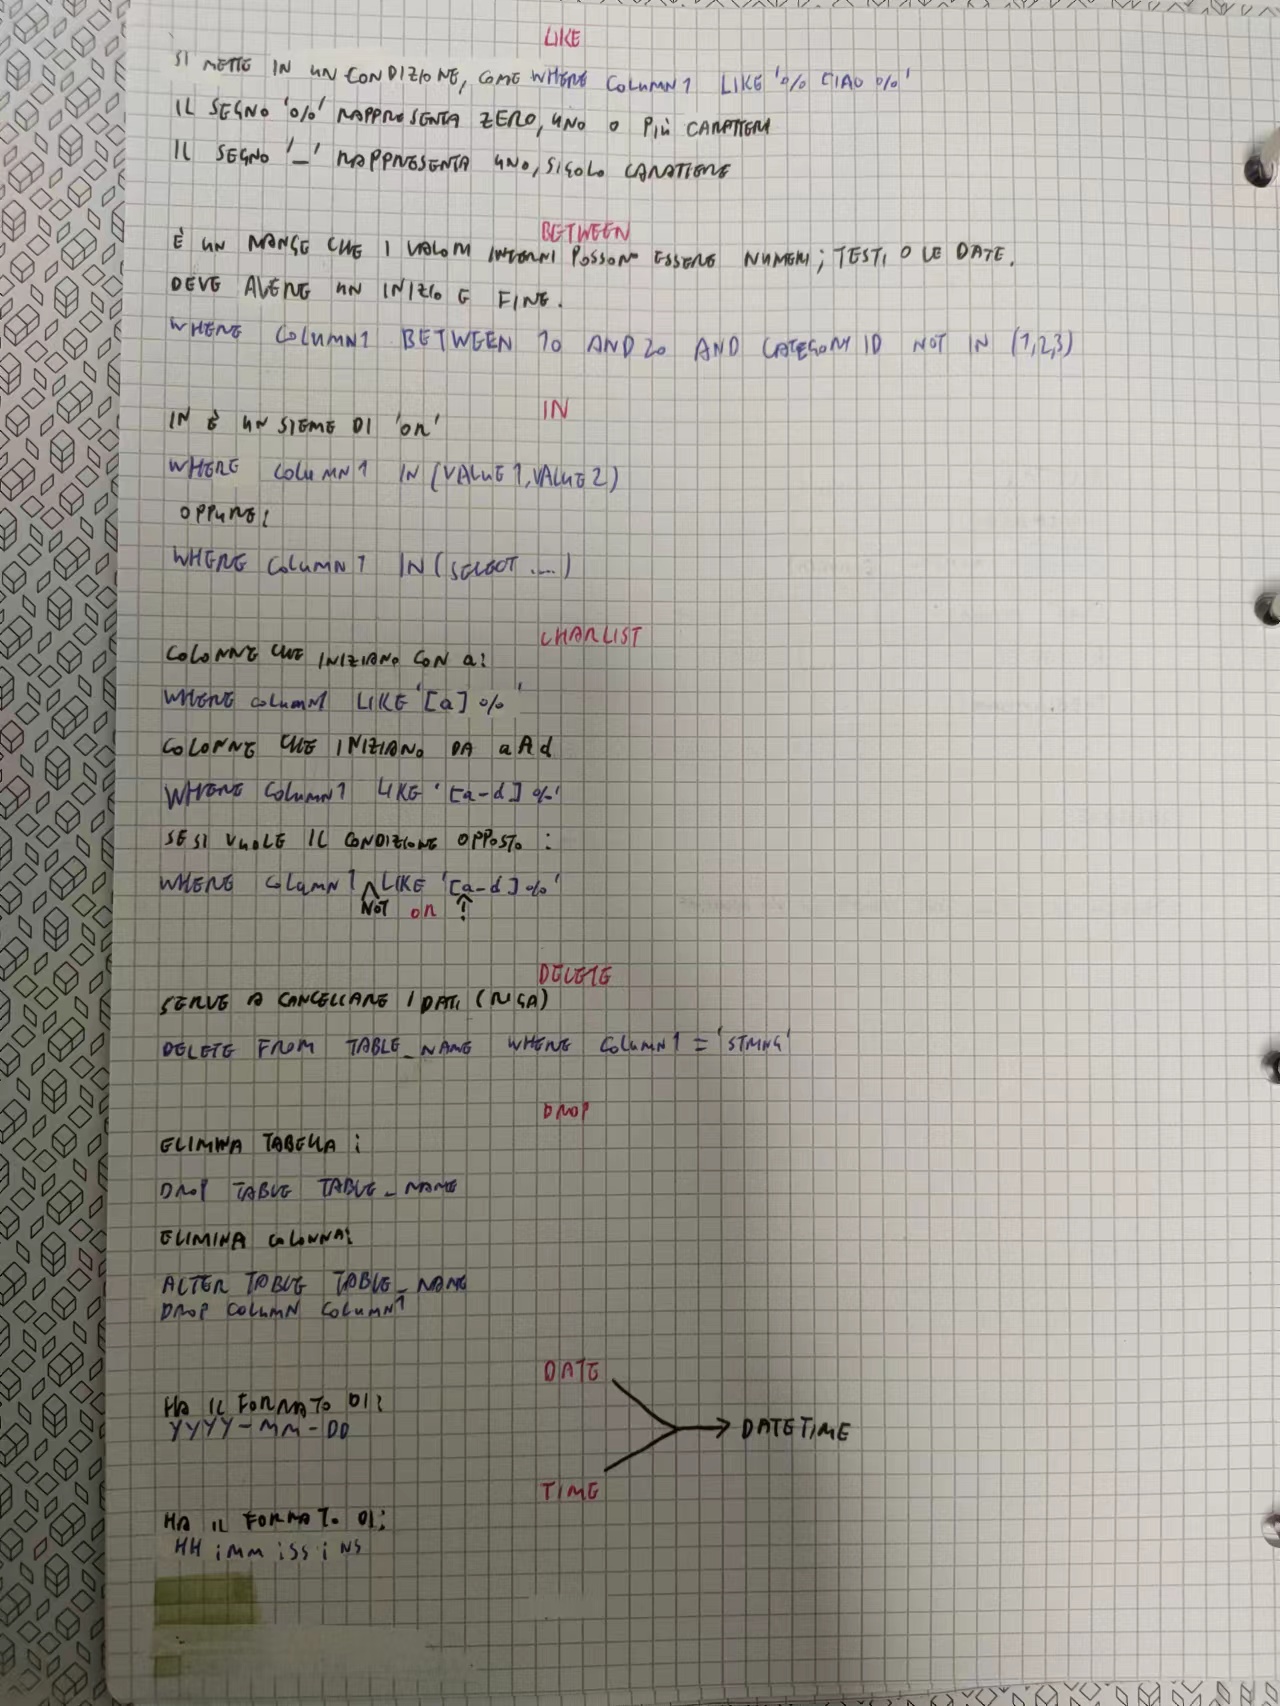 LIKE
SI METTE IN UN CONDIZIONE, COME WHERE COLUMN1 LIKE '% CIAO %'
IL SEGNO '%' RAPPRESENTA ZERO, UNO O PIÙ CARATTERI
IL SEGNO '_' RAPPRESENTA UNO, SIGOLO CARATTERE
BETWEEN
È UN RANGE CHE I VALORI INTERNI POSSONO ESSERE NUMERI; TESTI O LE DATE.
DEVE AVERE UN INIZIO E FINE.
WHERE COLUMN1 BETWEEN 10 AND 20 AND CATEGORY ID NOT IN (1,2,3)
IN
IN È UN SIEME DI 'OR'
WHERE COLUMN1 IN (VALUE1, VALUE2)
OPPURE:
WHERE COLUMN1 IN (SELECT ....)
CHARLIST
COLONNE CHE INIZIANO CON a:
WHERE COLUMN1 LIKE '[a] %'
COLONNE CHE INIZIANO DA a A d
WHERE COLUMN1 LIKE '[a-d] %'
SE SI VUOLE IL CONDIZIONE OPPOSTO :
WHERE COLUMN1 LIKE '[a-d] %'
NOT OR !
DELETE
SERVE A CANCELLARE I DATI (RIGA)
DELETE FROM TABLE_NAME WHERE COLUMN1 = 'STRING'
DROP
ELIMINA TABELLA :
DROP TABLE TABLE_NAME
ELIMINA COLONNA:
ALTER TABLE TABLE_NAME
DROP COLUMN COLUMN1
DATE
HA IL FORMATO DI:
YYYY-MM-DD
DATETIME
TIME
HA IL FORMATO DI:
HH:MM:SS:NS